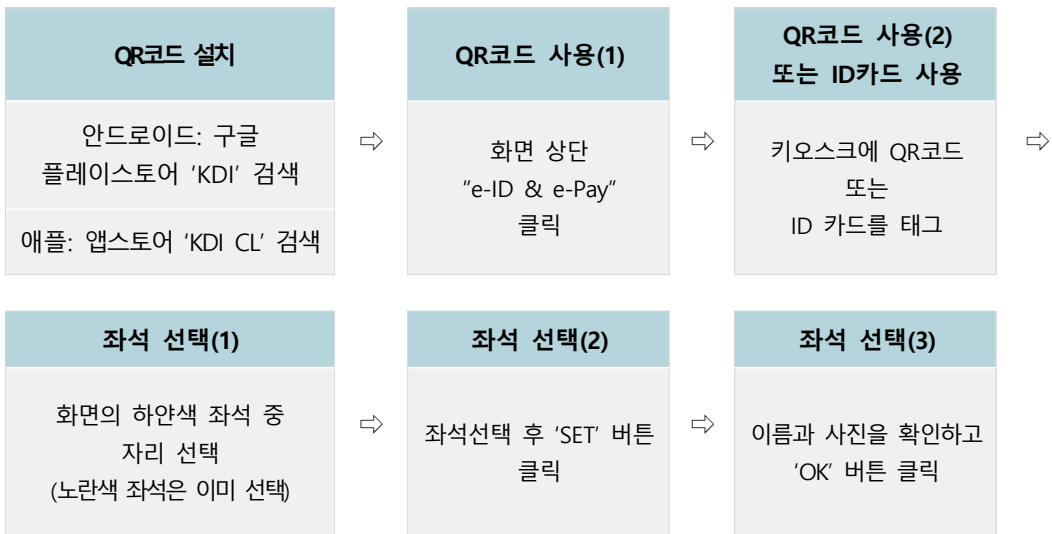 QR코드 설치
안드로이드: 구글
플레이스토어 'KDI' 검색
애플: 앱스토어 'KDI CL' 검색
⇨
QR코드 사용(1)
화면 상단
"e-ID & e-Pay"
클릭
⇨
QR코드 사용(2)
또는 ID카드 사용
키오스크에 QR코드
또는
ID 카드를 태그
⇨
좌석 선택(1)
화면의 하얀색 좌석 중
자리 선택
(노란색 좌석은 이미 선택)
⇨
좌석 선택(2)
좌석선택 후 'SET' 버튼
클릭
⇨
좌석 선택(3)
이름과 사진을 확인하고
'OK' 버튼 클릭